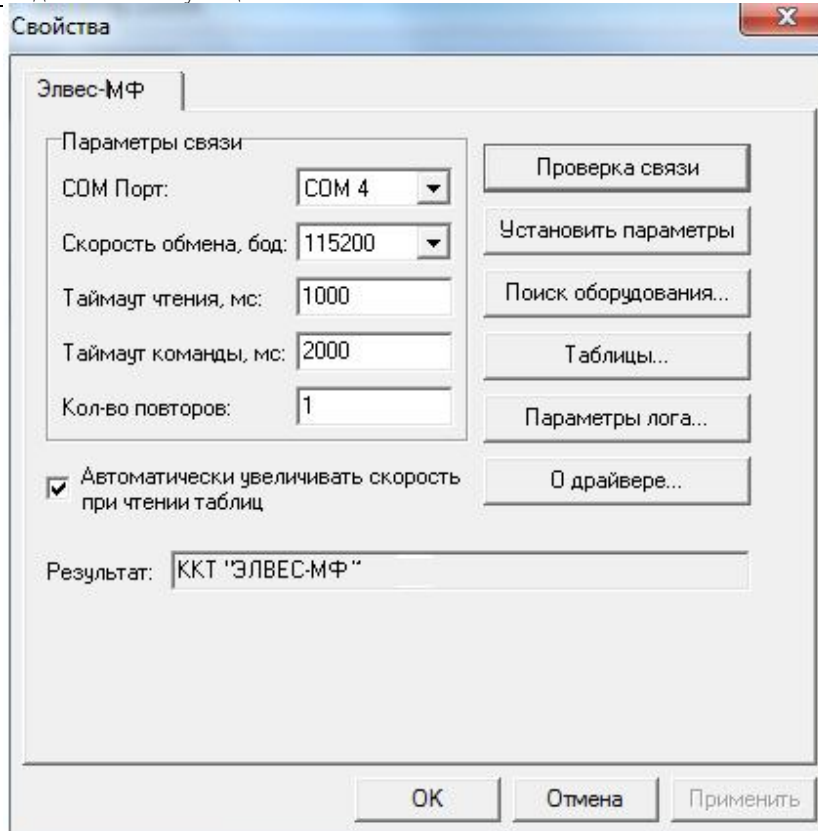 Свойства
Элвес-МФ
Параметры связи
COM Порт:
COM 4
Скорость обмена, бод:
115200
Таймаут чтения, мс:
1000
Таймаут команды, мс:
2000
Кол-во повторов:
1
Автоматически увеличивать скорость
при чтении таблиц
Проверка связи
Установить параметры
Поиск оборудования...
Таблицы...
Параметры лога...
О драйвере...
Результат:
ККТ "ЭЛВЕС-МФ "
OK
Отмена
Применить